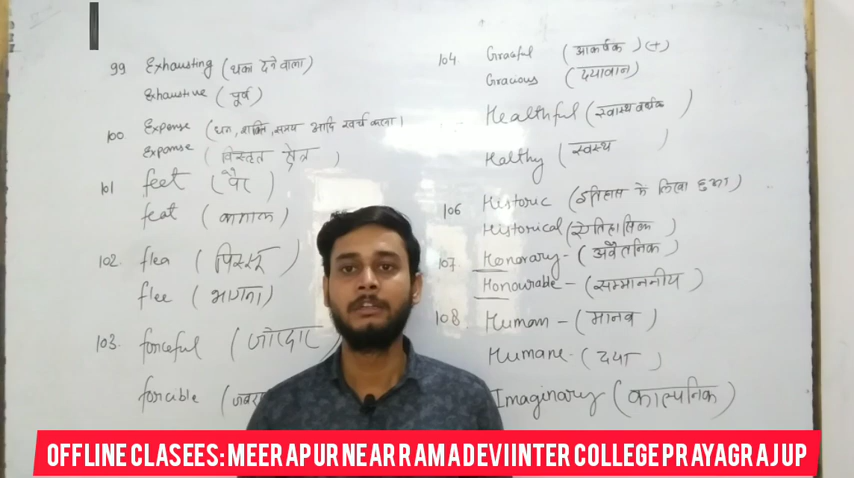 99 Exhausting (थका देने वाला)
Exhaustive (पूर्ण)
100 Expense (धन, शक्ति, समय आदि खर्च करना।
Expanse (विस्तृत क्षेत्र)
101 feet (पैर)
feat (कमाल)
102. flea (पिस्सू)
flee (भागना)
103. forceful (जोरदार
forcible (जबरद
104. Graceful (आकर्षक) (+)
Gracious (दयावान)
Healthful (स्वास्थ वर्धक)
Halthy (स्वस्थ)
106 Historic (इतिहास में लिखा हुआ)
Historical (ऐतिहासिक)
107 Honorary - (अवैतनिक)
Honourable - (सम्माननीय)
108 Human - (मानव)
Humane - (दया)
Imaginary (काल्पनिक)
OFFLINE CLASEES: MEERAPUR NEAR RAMADEVI INTER COLLEGE PRAYAGRAJ UP